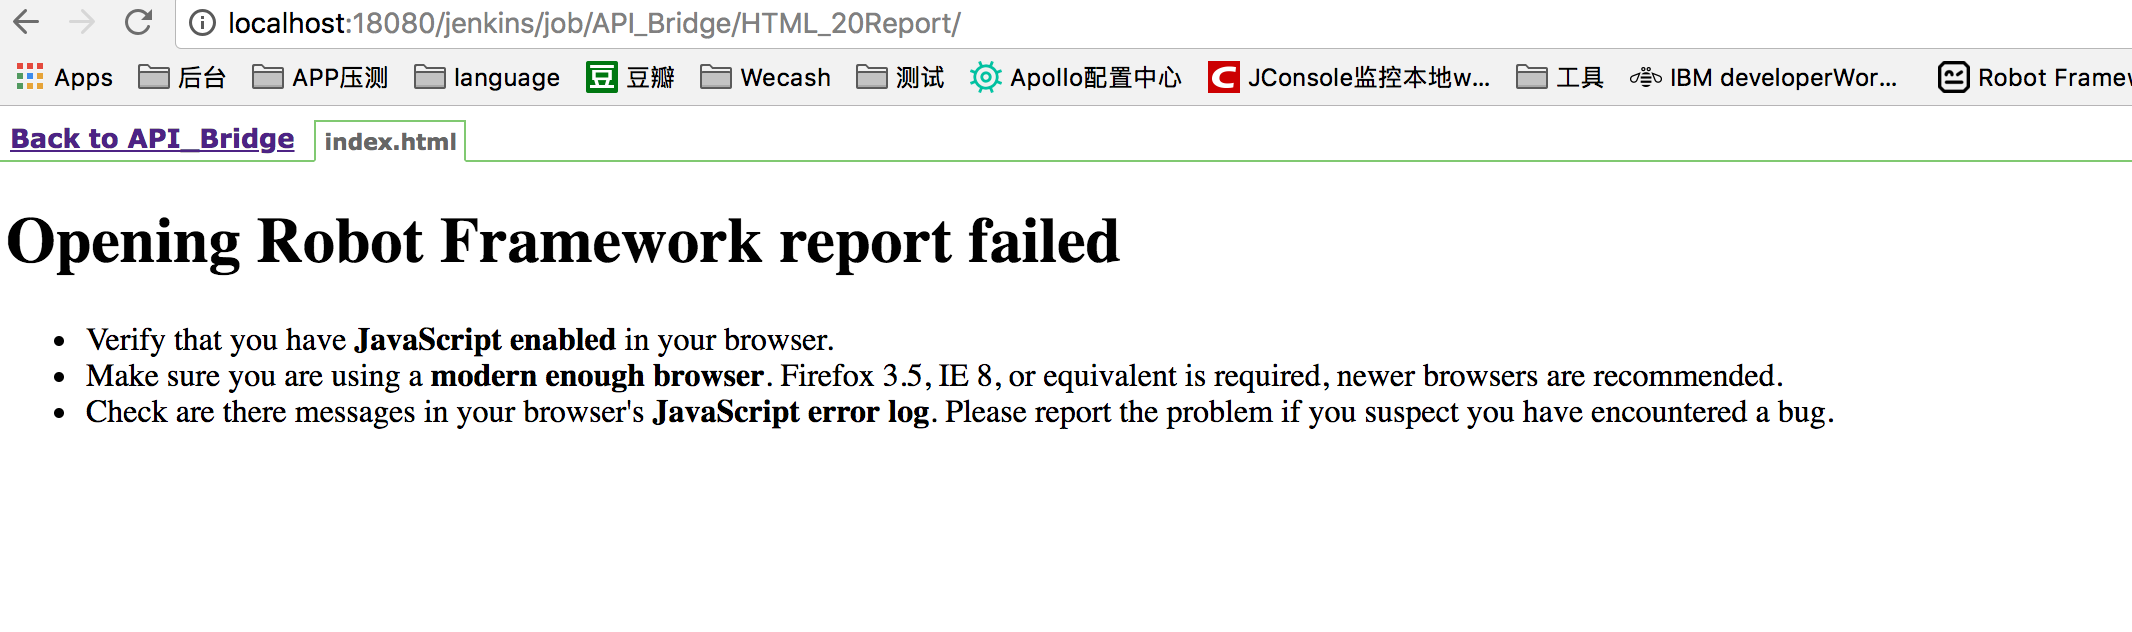 localhost:18080/jenkins/job/API_Bridge/HTML_20Report/
Apps 后台 APP压测 language 豆 豆瓣 Wecash 测试 Apollo配置中心 C JConsole监控本地w... 工具 IBM developerWor... Robot Framew
Back to API_Bridge index.html
Opening Robot Framework report failed
• Verify that you have JavaScript enabled in your browser.
• Make sure you are using a modern enough browser. Firefox 3.5, IE 8, or equivalent is required, newer browsers are recommended.
• Check are there messages in your browser's JavaScript error log. Please report the problem if you suspect you have encountered a bug.